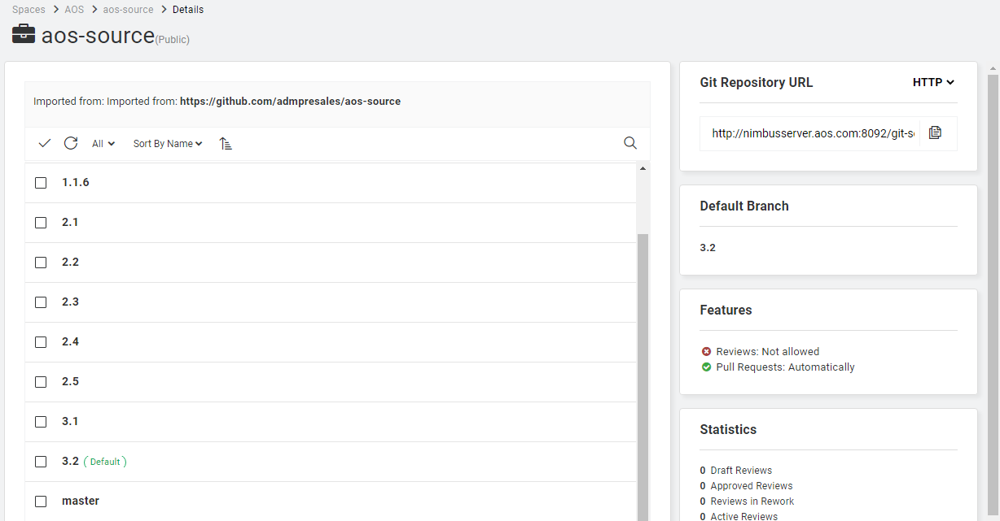 Spaces > AOS > aos-source > Details
aos-source(Public)
Imported from: Imported from: https://github.com/admpresales/aos-source
All Sort By Name
1.1.6
2.1
2.2
2.3
2.4
2.5
3.1
3.2 (Default)
master
Git Repository URL HTTP
http://nimbusserver.aos.com:8092/git-s
Default Branch
3.2
Features
Reviews: Not allowed
Pull Requests: Automatically
Statistics
0 Draft Reviews
0 Approved Reviews
0 Reviews in Rework
0 Active Reviews